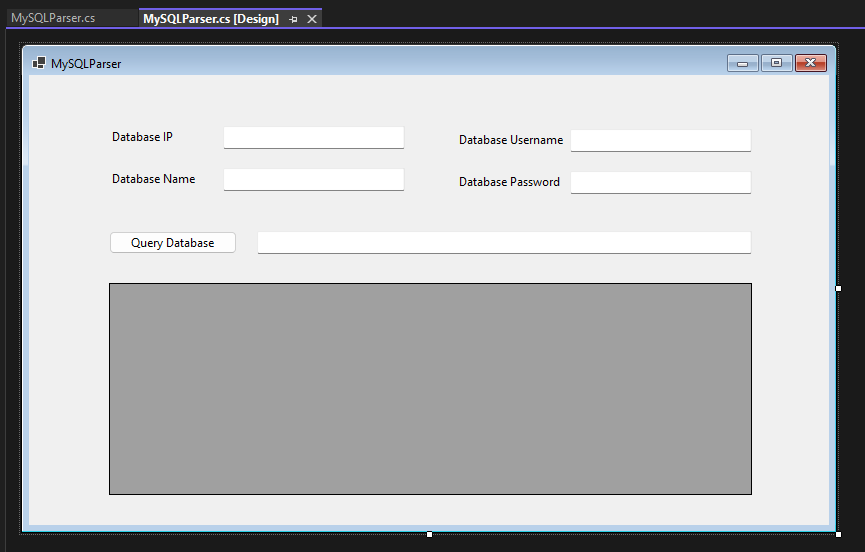 MySQLParser.cs
MySQLParser.cs [Design]
MySQLParser
Database IP
Database Username
Database Name
Database Password
Query Database